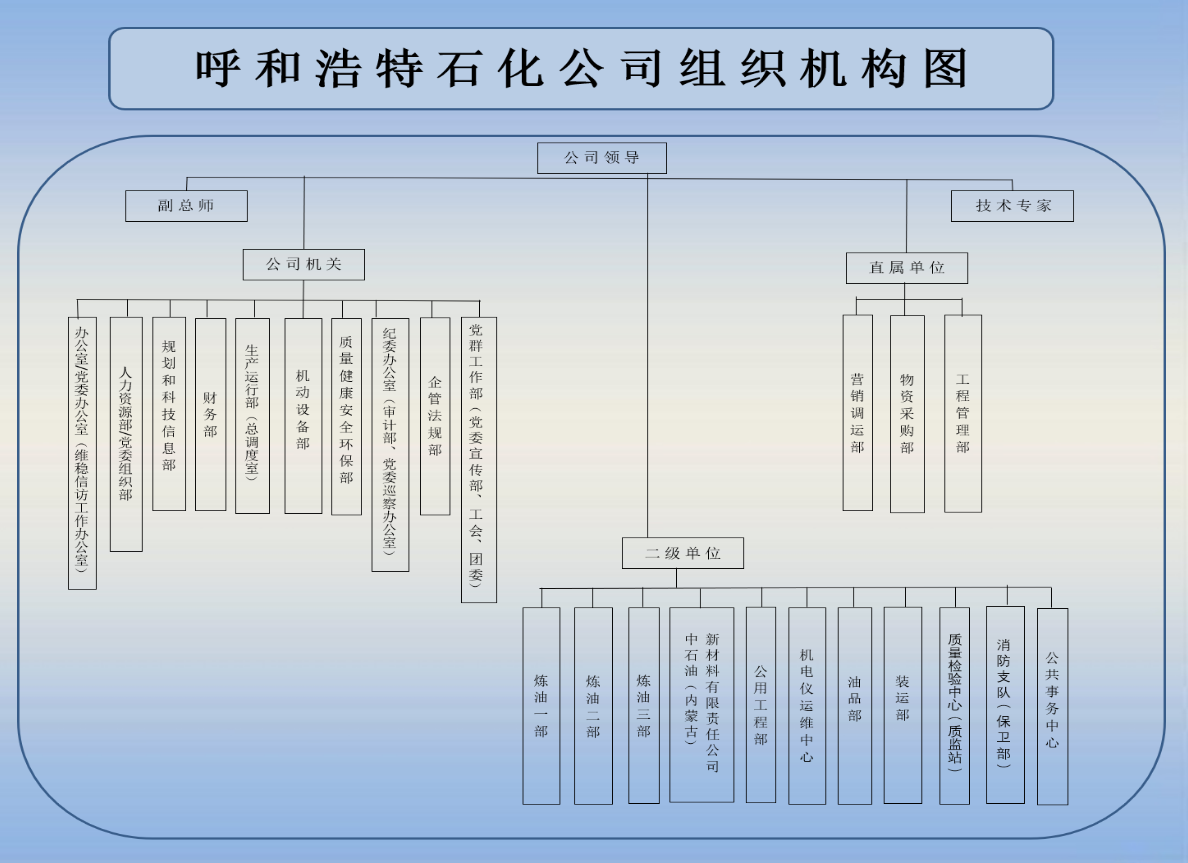 呼和浩特石化公司组织机构图
公司领导
副总师
技术专家
公司机关
直属单位
办公室/党委办公室（维稳信访工作办公室）
人力资源部/党委组织部
规划和科技信息部
财务部
生产运行部（总调度室）
机动设备部
质量健康安全环保部
纪委办公室（审计部、党委巡察办公室）
企管法规部
党群工作部（党委宣传部、工会、团委）
营销调运部
物资采购部
工程管理部
二级单位
炼油一部
炼油二部
炼油三部
中石油（内蒙古）
新材料有限责任公司
公用工程部
机电仪运维中心
油品部
装运部
质量检验中心（质监站）
消防支队（保卫部）
公共事务中心